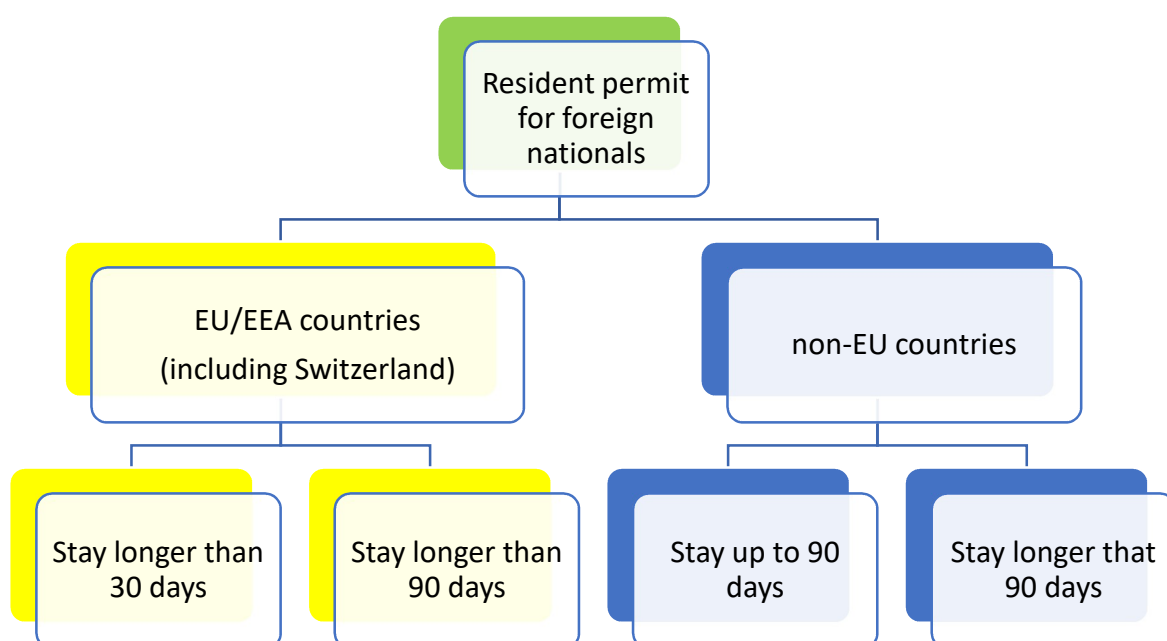 Resident permit
for foreign
nationals
EU/EEA countries
(including Switzerland)
non-EU countries
Stay longer than
30 days
Stay longer than
90 days
Stay up to 90
days
Stay longer that
90 days